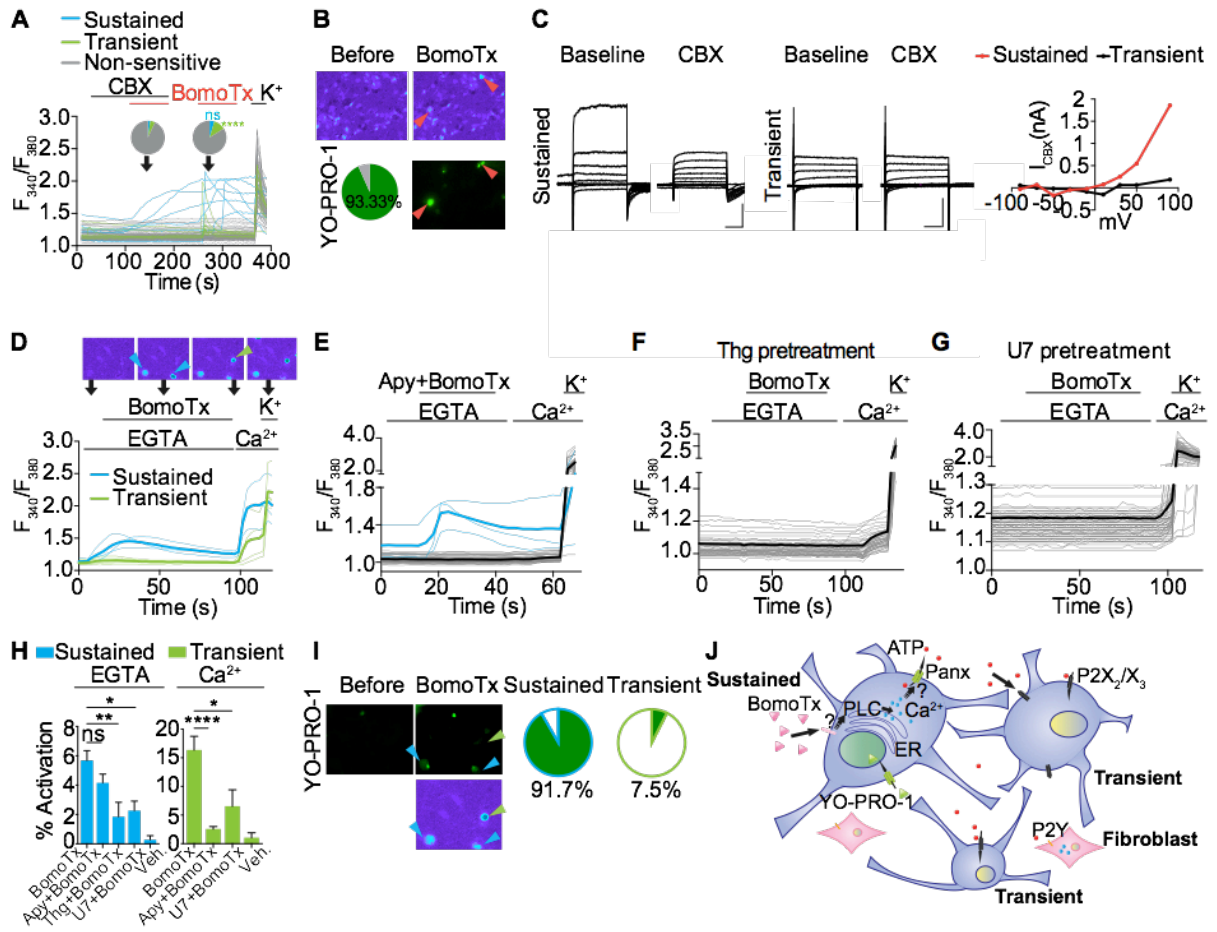 A
Sustained
Transient
Non-sensitive
CBX
BomoTx
K+
ns
****
3.0
2.5
2.0
1.5
1.0
F340/F380
0 100 200 300 400
Time (s)
B
Before
BomoTx
YO-PRO-1
93.33%
C
Baseline
CBX
Baseline
CBX
Sustained
Transient
Sustained
Transient
ICBX(nA)
2
1.5
1
0.5
0
-0.5
-100
-50
50
100
mV
D
BomoTx
K+
EGTA
Ca2+
Sustained
Transient
3.0
2.5
2.0
1.5
1.0
F340/F380
0 50 100
Time (s)
E
Apy+BomoTx
K+
EGTA
Ca2+
4.0
2.0
1.8
1.4
1.0
F340/F380
0 20 40 60
Time (s)
F
Thg pretreatment
BomoTx
K+
EGTA
Ca2+
3.5
2.5
1.2
1.1
1.0
F340/F380
0 50 100
Time (s)
G
U7 pretreatment
BomoTx
K+
EGTA
Ca2+
4.0
2.0
1.3
1.2
1.1
1.0
F340/F380
0 50 100
Time (s)
H
Sustained
Transient
EGTA
Ca2+
*
**
ns
*
****
% Activation
8
6
4
2
0
20
15
10
5
0
BomoTx
Apy+BomoTx
Thg+BomoTx
U7+BomoTx
Veh.
BomoTx
Apy+BomoTx
U7+BomoTx
Veh.
I
Before
BomoTx
Sustained
Transient
YO-PRO-1
91.7%
7.5%
J
Sustained
BomoTx
?
PLC
Ca2+
?
ATP
Panx
ER
YO-PRO-1
P2X2/X3
Transient
P2Y
Fibroblast
Transient